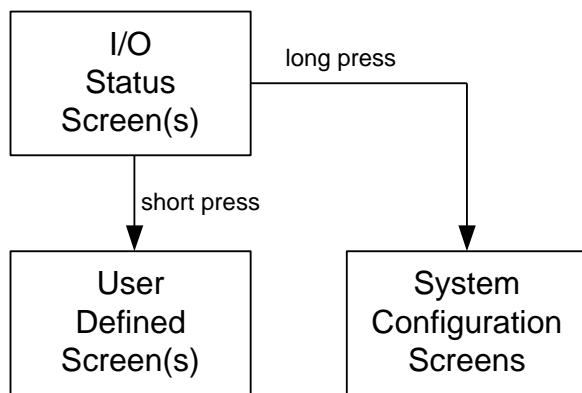 I/O
Status
Screen(s)
long press
short press
User
Defined
Screen(s)
System
Configuration
Screens